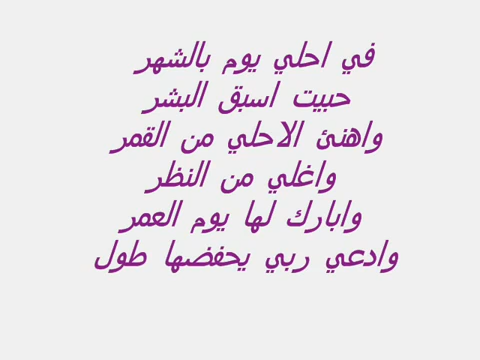 في احلي يوم بالشهر
حبيت اسبق البشر
واهنئ الاحلي من القمر
واغلي من النظر
وابارك لها يوم العمر
وادعي ربي يحفضها طول